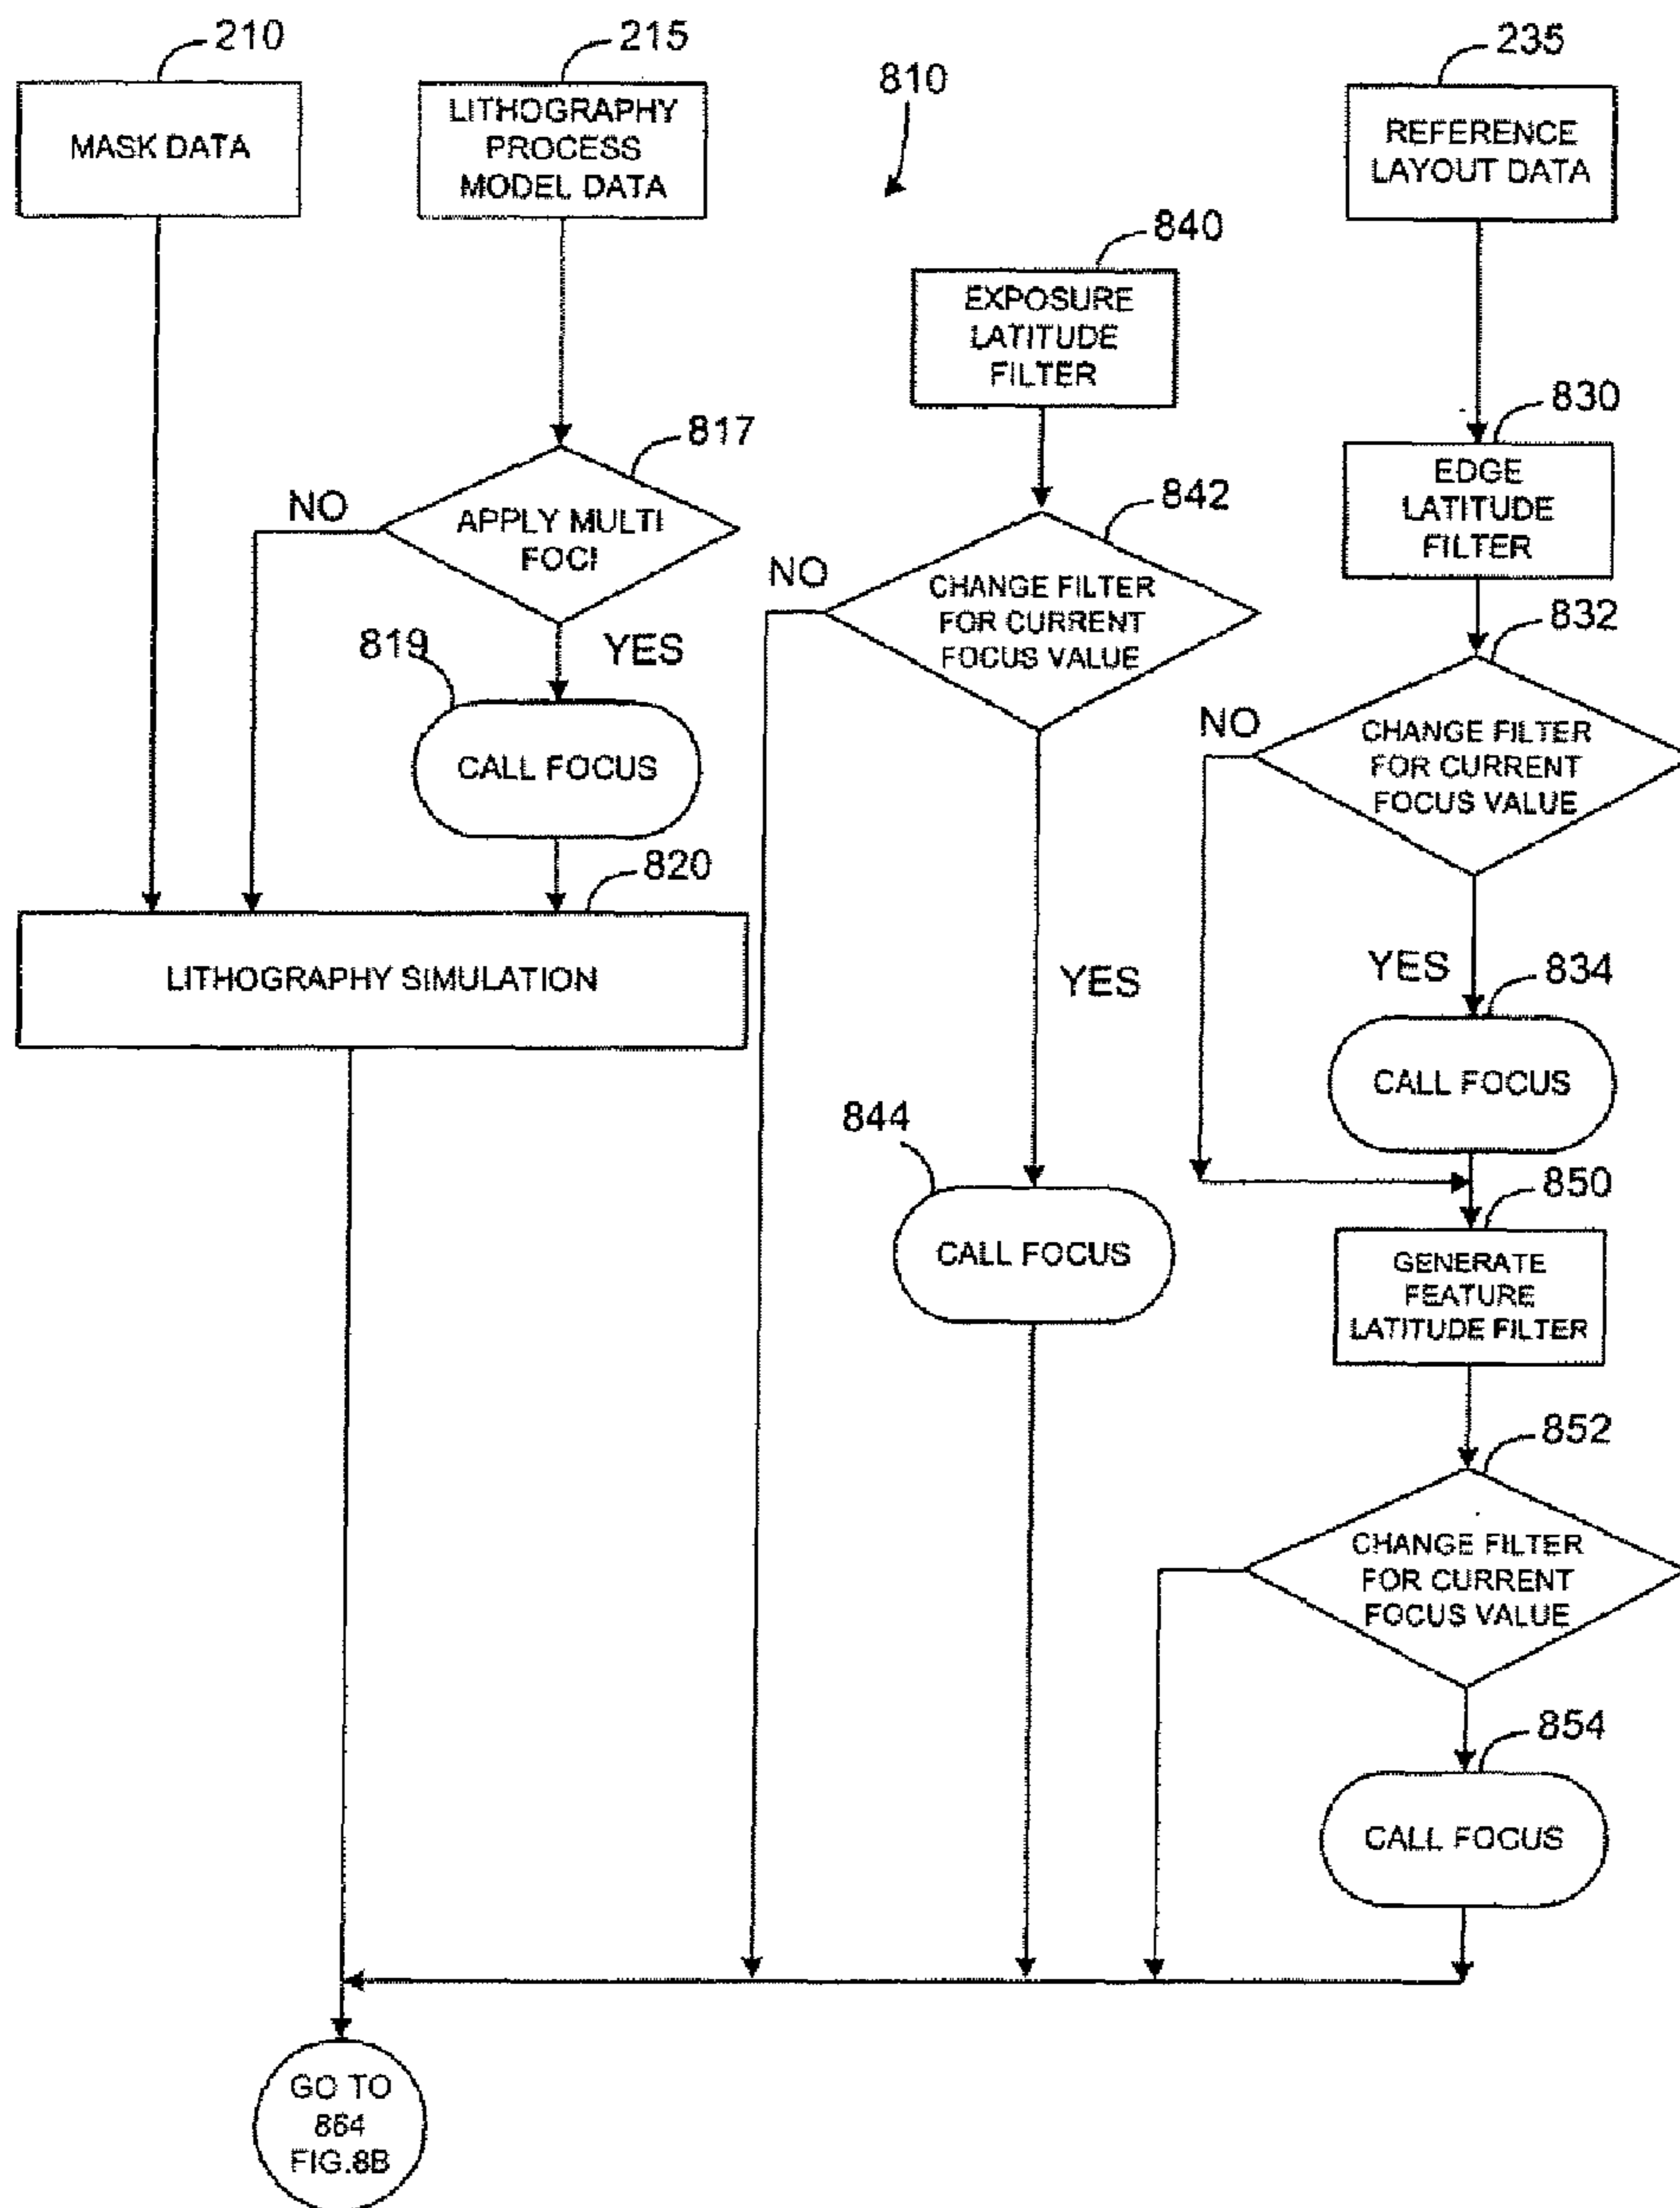 210
215
235
810
MASK DATA
LITHOGRAPHY
PROCESS
MODEL DATA
REFERENCE
LAYOUT DATA
840
EXPOSURE
LATITUDE
FILTER
817
830
APPLY MULTI
FOCI
NO
YES
EDGE
LATITUDE
FILTER
842
CHANGE FILTER
FOR CURRENT
FOCUS VALUE
NO
YES
832
CHANGE FILTER
FOR CURRENT
FOCUS VALUE
NO
YES
819
CALL FOCUS
820
LITHOGRAPHY SIMULATION
834
CALL FOCUS
844
CALL FOCUS
850
GENERATE
FEATURE
LATITUDE FILTER
852
CHANGE FILTER
FOR CURRENT
FOCUS VALUE
854
CALL FOCUS
GO TO
864
FIG.8B